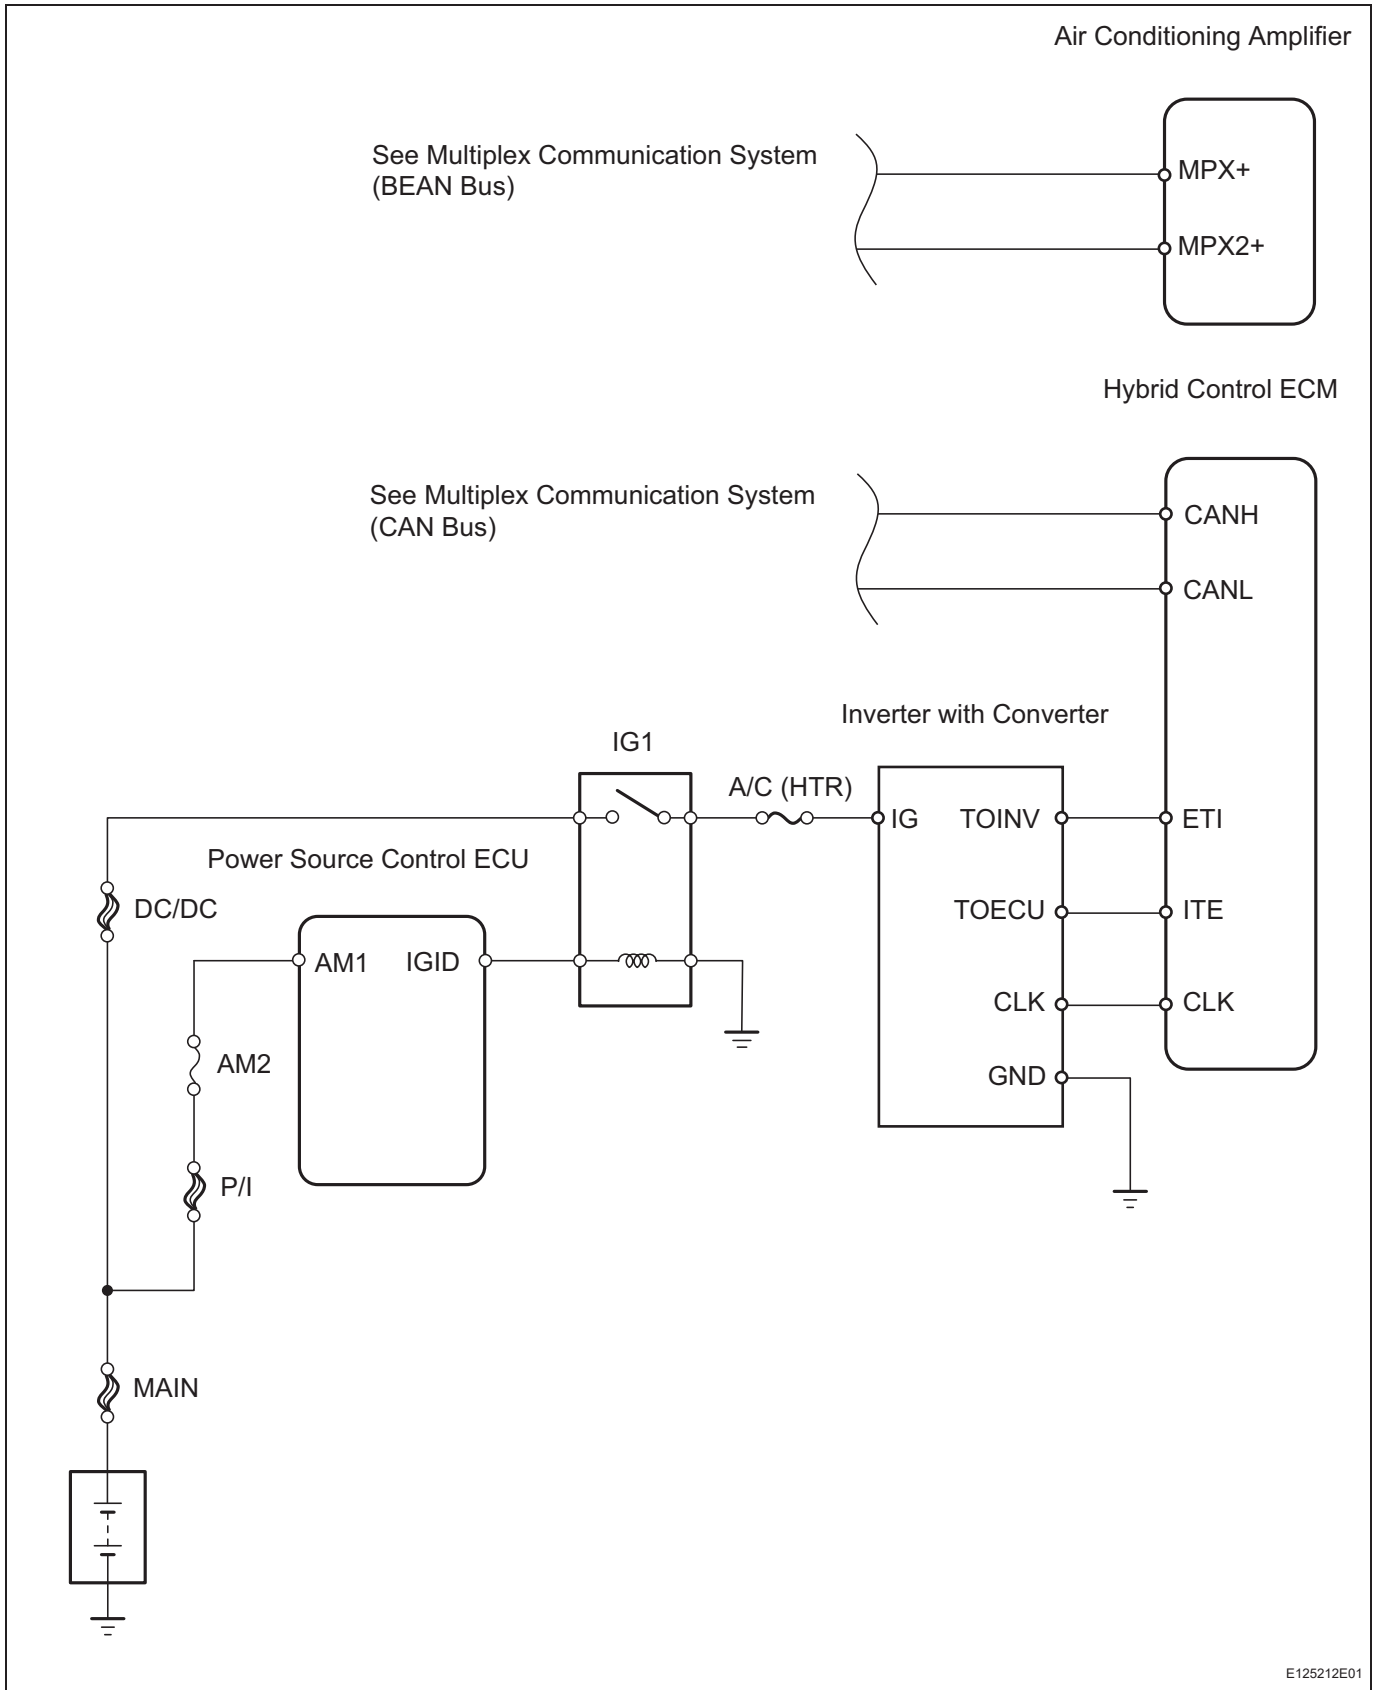 Air Conditioning Amplifier
See Multiplex Communication System
(BEAN Bus)
MPX+
MPX2+
Hybrid Control ECM
See Multiplex Communication System
(CAN Bus)
CANH
CANL
Inverter with Converter
IG1
A/C (HTR)
IG
TOINV
ETI
Power Source Control ECU
DC/DC
TOECU
ITE
AM1
IGID
CLK
CLK
AM2
GND
P/I
MAIN
E125212E01